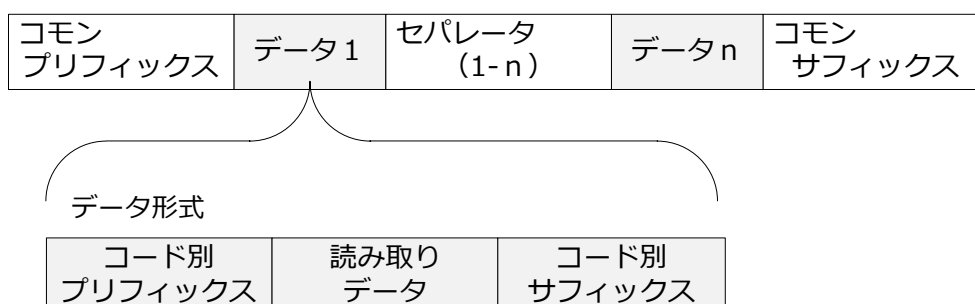 コモン
プリフィックス
データ1
セパレータ
(1-n)
データn
コモン
サフィックス
データ形式
コード別
プリフィックス
読み取り
データ
コード別
サフィックス